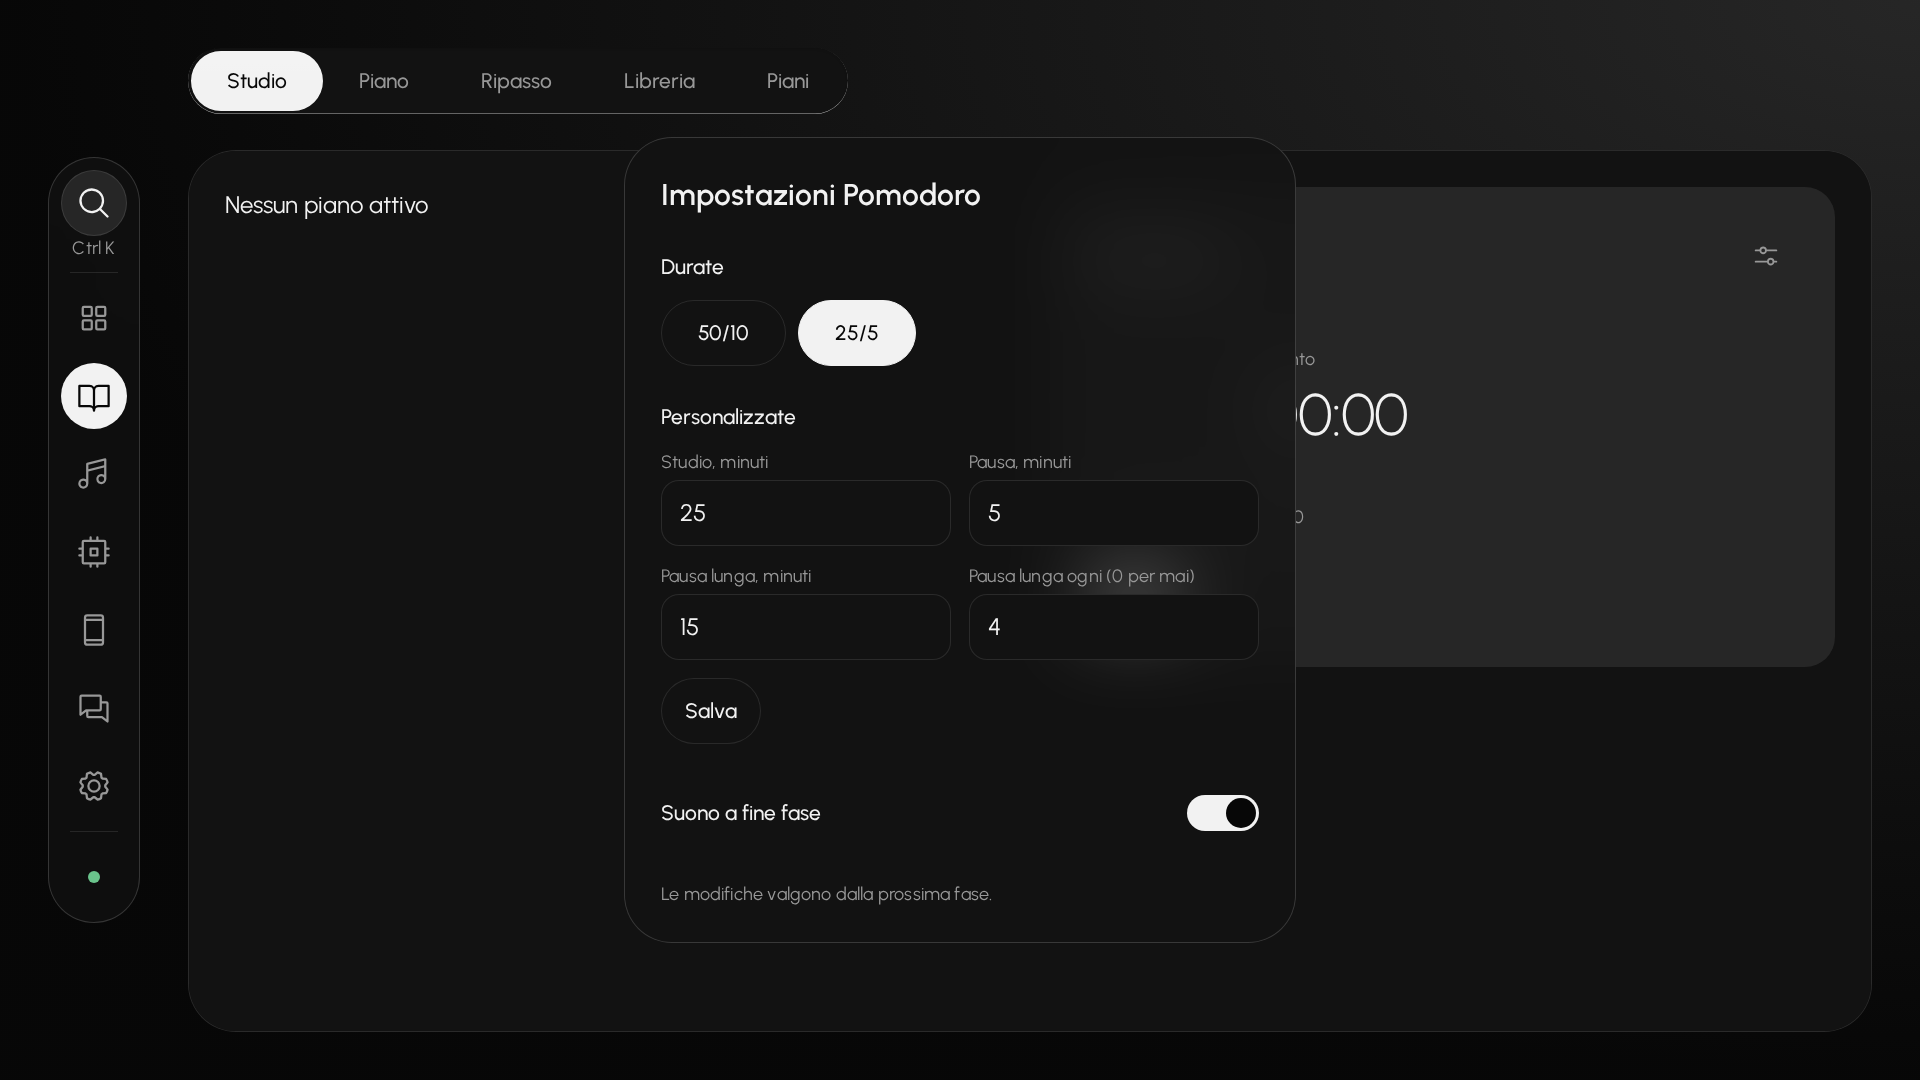 Studio
Piano
Ripasso
Libreria
Piani
Ctrl K
Nessun piano attivo
Impostazioni Pomodoro
Durate
50/10
25/5
Personalizzate
Studio, minuti
Pausa, minuti
25
5
Pausa lunga, minuti
Pausa lunga ogni (0 per mai)
15
4
Salva
Suono a fine fase
Le modifiche valgono dalla prossima fase.
0:00